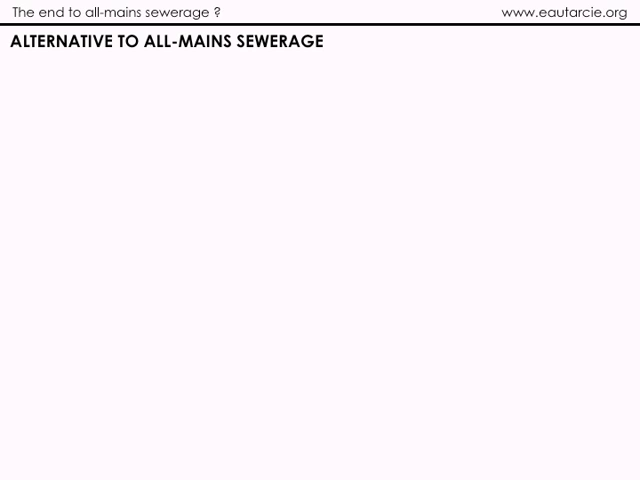 The end to all-mains sewerage ?
www.eautarcie.org
ALTERNATIVE TO ALL-MAINS SEWERAGE